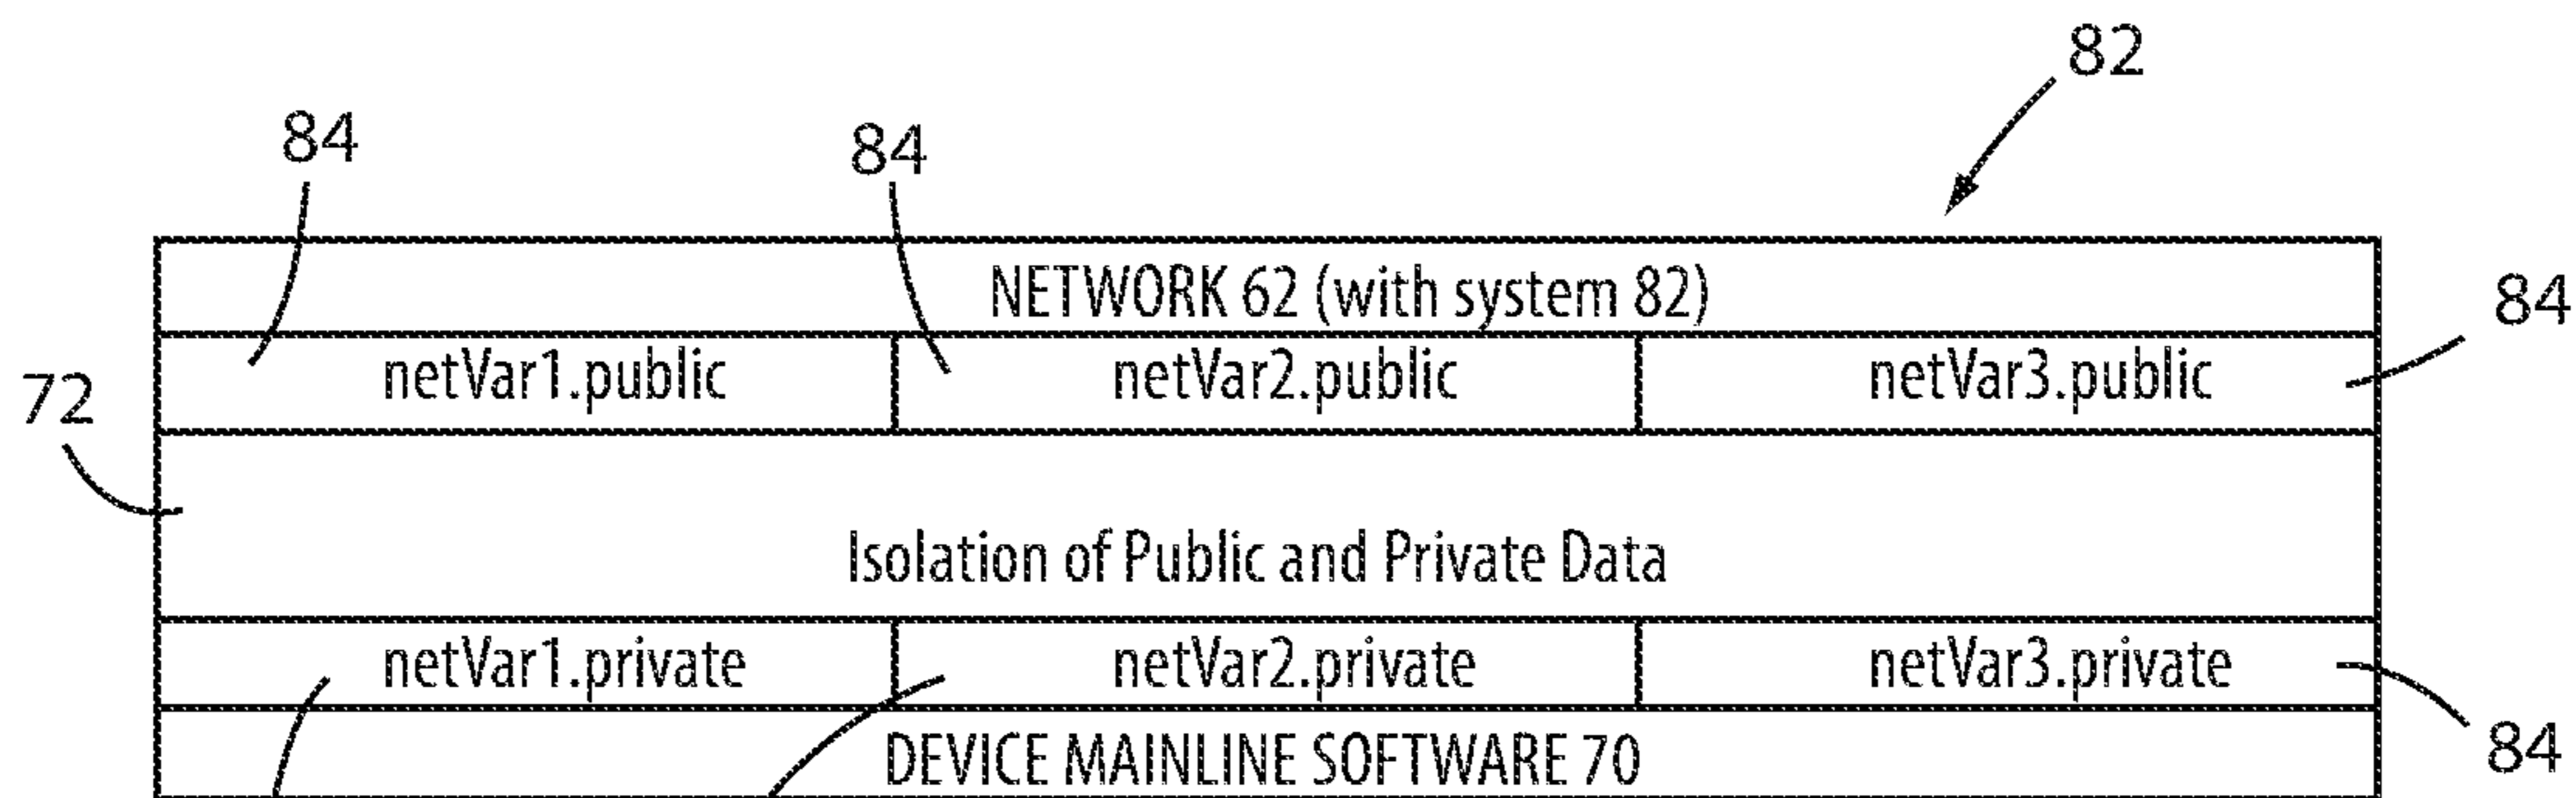 82
84 84
NETWORK 62 (with system 82)
84
netVar1.public netVar2.public netVar3.public
72
Isolation of Public and Private Data
netVar1.private netVar2.private netVar3.private
84
DEVICE MAINLINE SOFTWARE 70